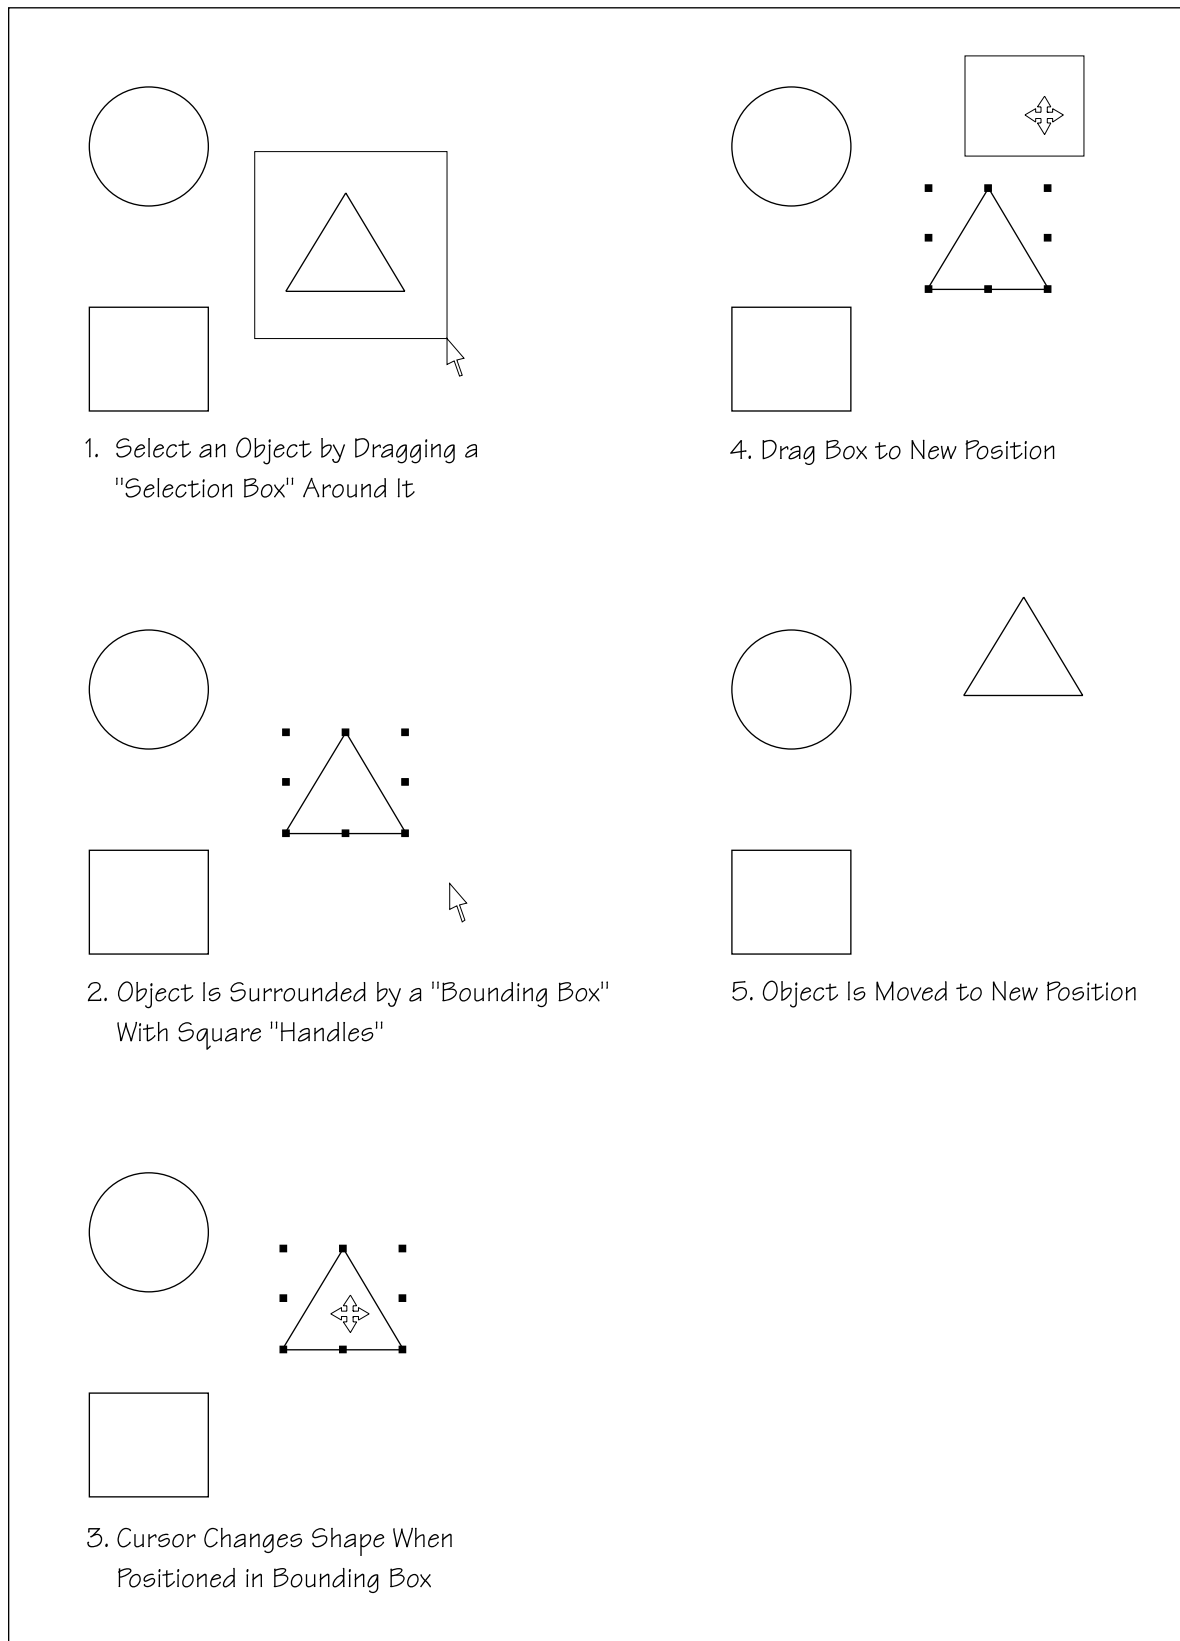 1. Select an Object by Dragging a
"Selection Box" Around It
2. Object Is Surrounded by a "Bounding Box"
With Square "Handles"
3. Cursor Changes Shape When
Positioned in Bounding Box
4. Drag Box to New Position
5. Object Is Moved to New Position